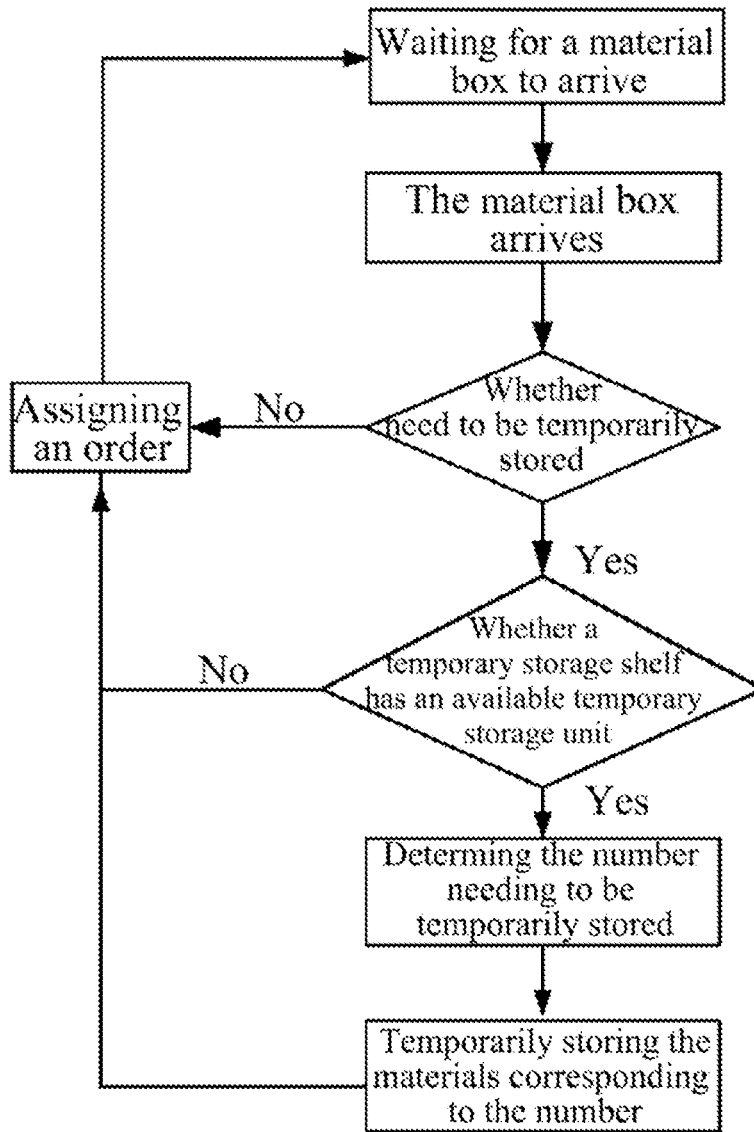 Waiting for a material
box to arrive
The material box
arrives
Whether
need to be temporarily
stored
No
Assigning
an order
Yes
Whether a
temporary storage shelf
has an available temporary
storage unit
No
Yes
Determing the number
needing to be
temporarily stored
Temporarily storing the
materials corresponding
to the number